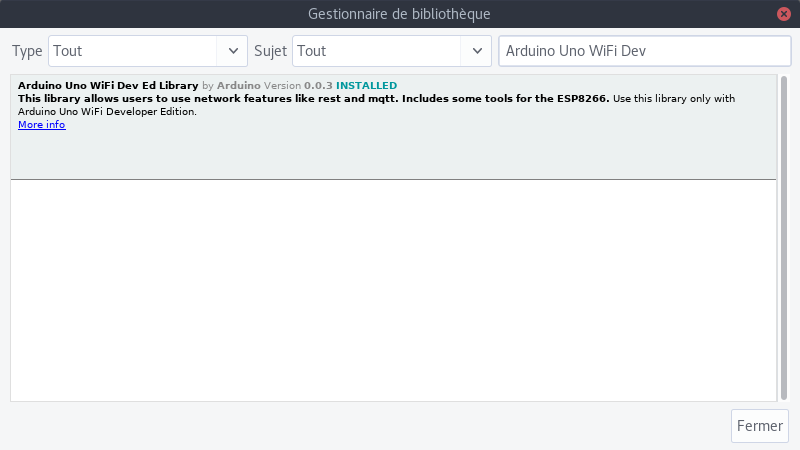 Gestionnaire de bibliothèque
Type Tout Sujet Tout Arduino Uno WiFi Dev
Arduino Uno WiFi Dev Ed Library by Arduino Version 0.0.3 INSTALLED
This library allows users to use network features like rest and mqtt. Includes some tools for the ESP8266. Use this library only with
Arduino Uno WiFi Developer Edition.
More info
Fermer